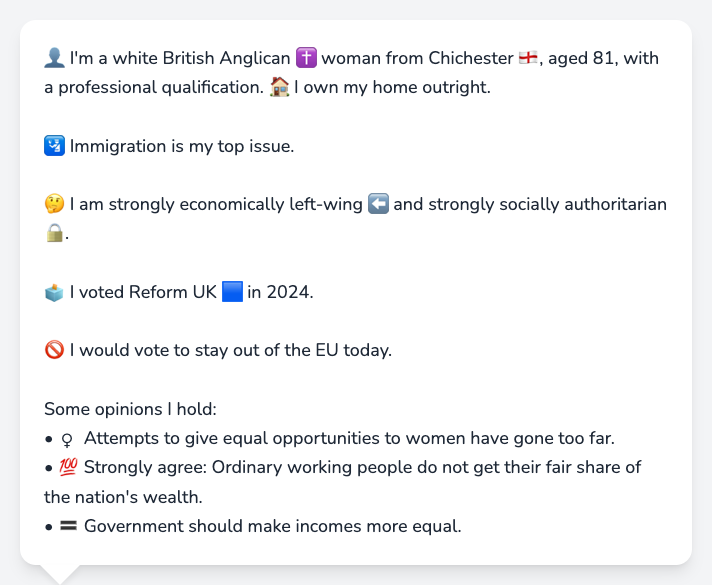 👤 I'm a white British Anglican ✝️ woman from Chichester 🏴󠁧󠁢󠁥󠁮󠁧󠁿, aged 81, with
a professional qualification. 🏠 I own my home outright.
🛂 Immigration is my top issue.
🤔 I am strongly economically left-wing ⬅️ and strongly socially authoritarian
🔒.
🗳️ I voted Reform UK 🟦 in 2024.
🚫 I would vote to stay out of the EU today.
Some opinions I hold:
• ♀ Attempts to give equal opportunities to women have gone too far.
• 💯 Strongly agree: Ordinary working people do not get their fair share of
the nation's wealth.
• 🟰 Government should make incomes more equal.